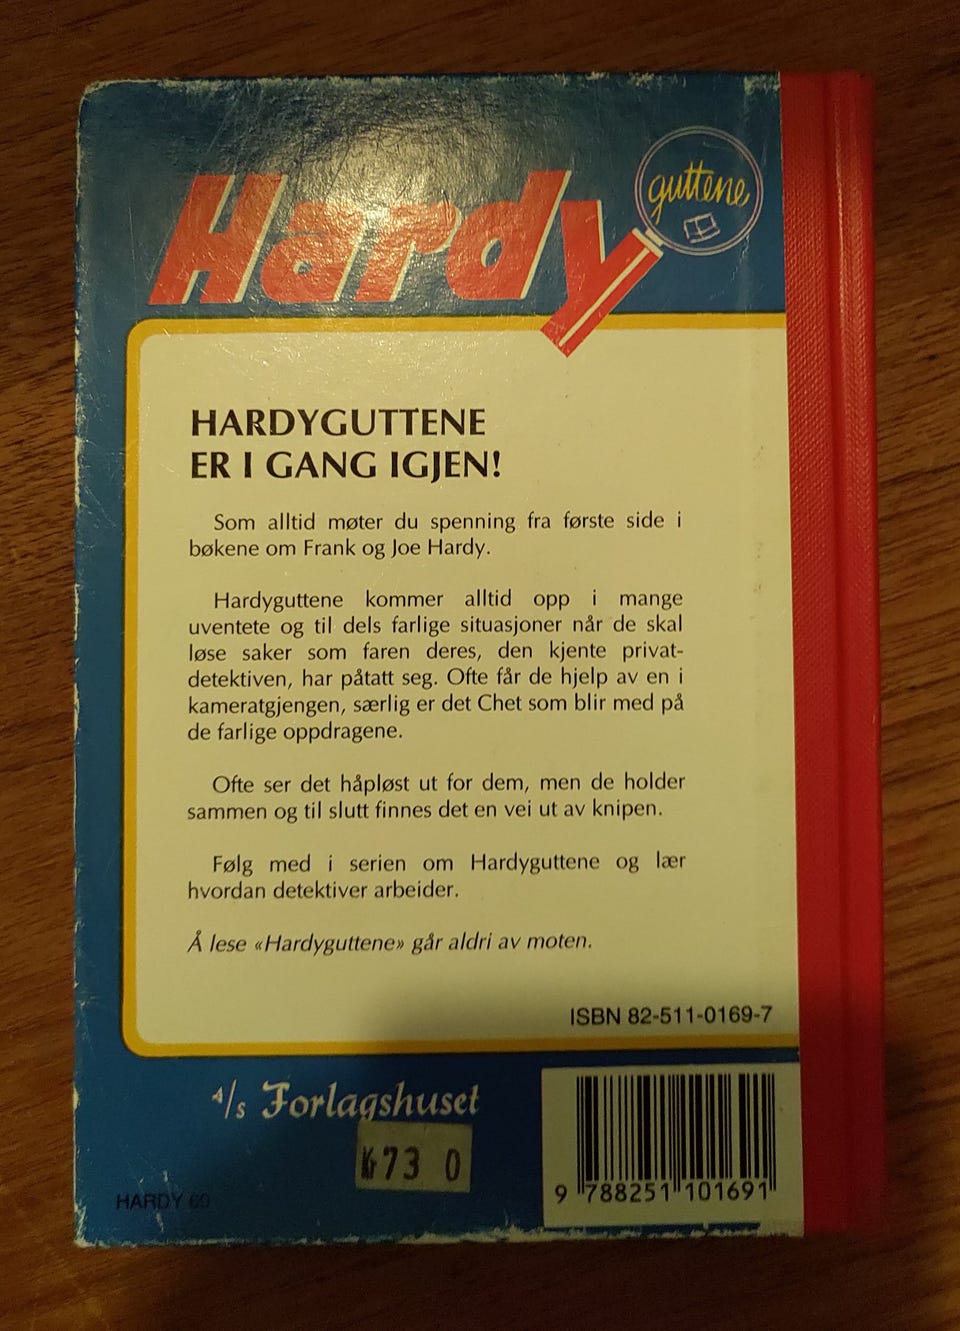 Hardy
guttene
HARDYGUTTENE
ER I GANG IGJEN!
Som alltid møter du spenning fra første side i
bøkene om Frank og Joe Hardy.
Hardyguttene kommer alltid opp i mange
uventete og til dels farlige situasjoner når de skal
løse saker som faren deres, den kjente privat-
detektiven, har påtatt seg. Ofte får de hjelp av en i
kameratgjengen, særlig er det Chet som blir med på
de farlige oppdragene.
Ofte ser det håpløst ut for dem, men de holder
sammen og til slutt finnes det en vei ut av knipen.
Følg med i serien om Hardyguttene og lær
hvordan detektiver arbeider.
Å lese «Hardyguttene» går aldri av moten.
ISBN 82-511-0169-7
A/s Forlagshuset
73 0
HARDY
9 788251 101691